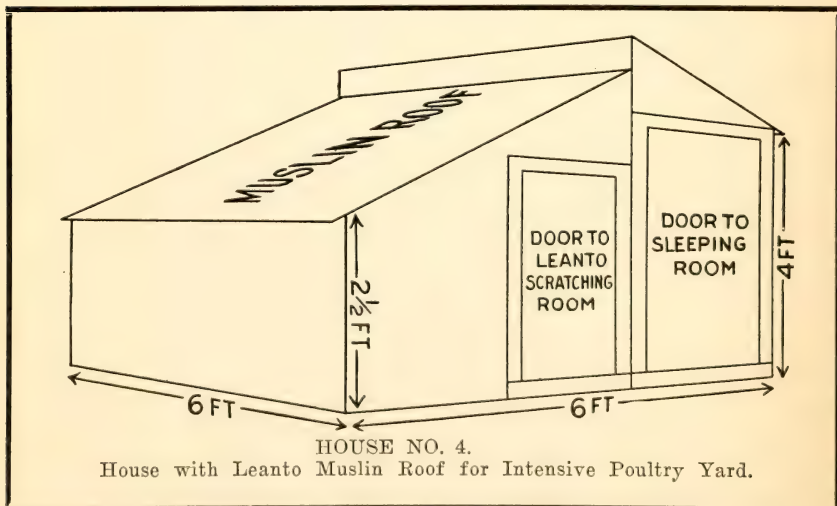 MUSLIN ROOF
DOOR TO
LEANTO
SCRATCHING
ROOM
DOOR TO
SLEEPING
ROOM
4 FT
2½ FT
6 FT
6 FT
HOUSE NO. 4.
House with Leanto Muslin Roof for Intensive Poultry Yard.